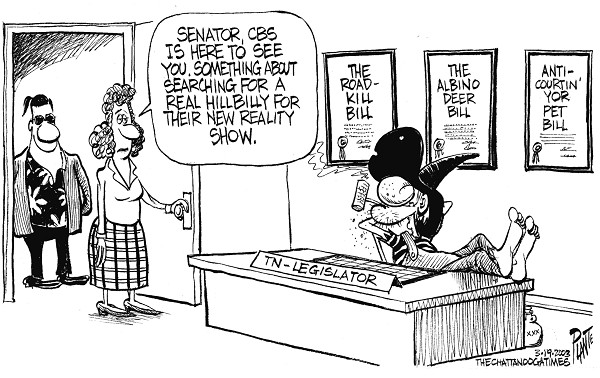 SENATOR, CBS
IS HERE TO SEE
YOU. SOMETHING ABOUT
SEARCHING FOR A
REAL HILLBILLY FOR
THEIR NEW REALITY
SHOW.
THE
ROAD-
KILL
BILL
THE
ALBINO
DEER
BILL
ANTI-
COURTIN'
YOR
PET
BILL
TN-LEGISLATOR
XXX
PLANTE
3-19-2003
THECHATTANOOGATIMES